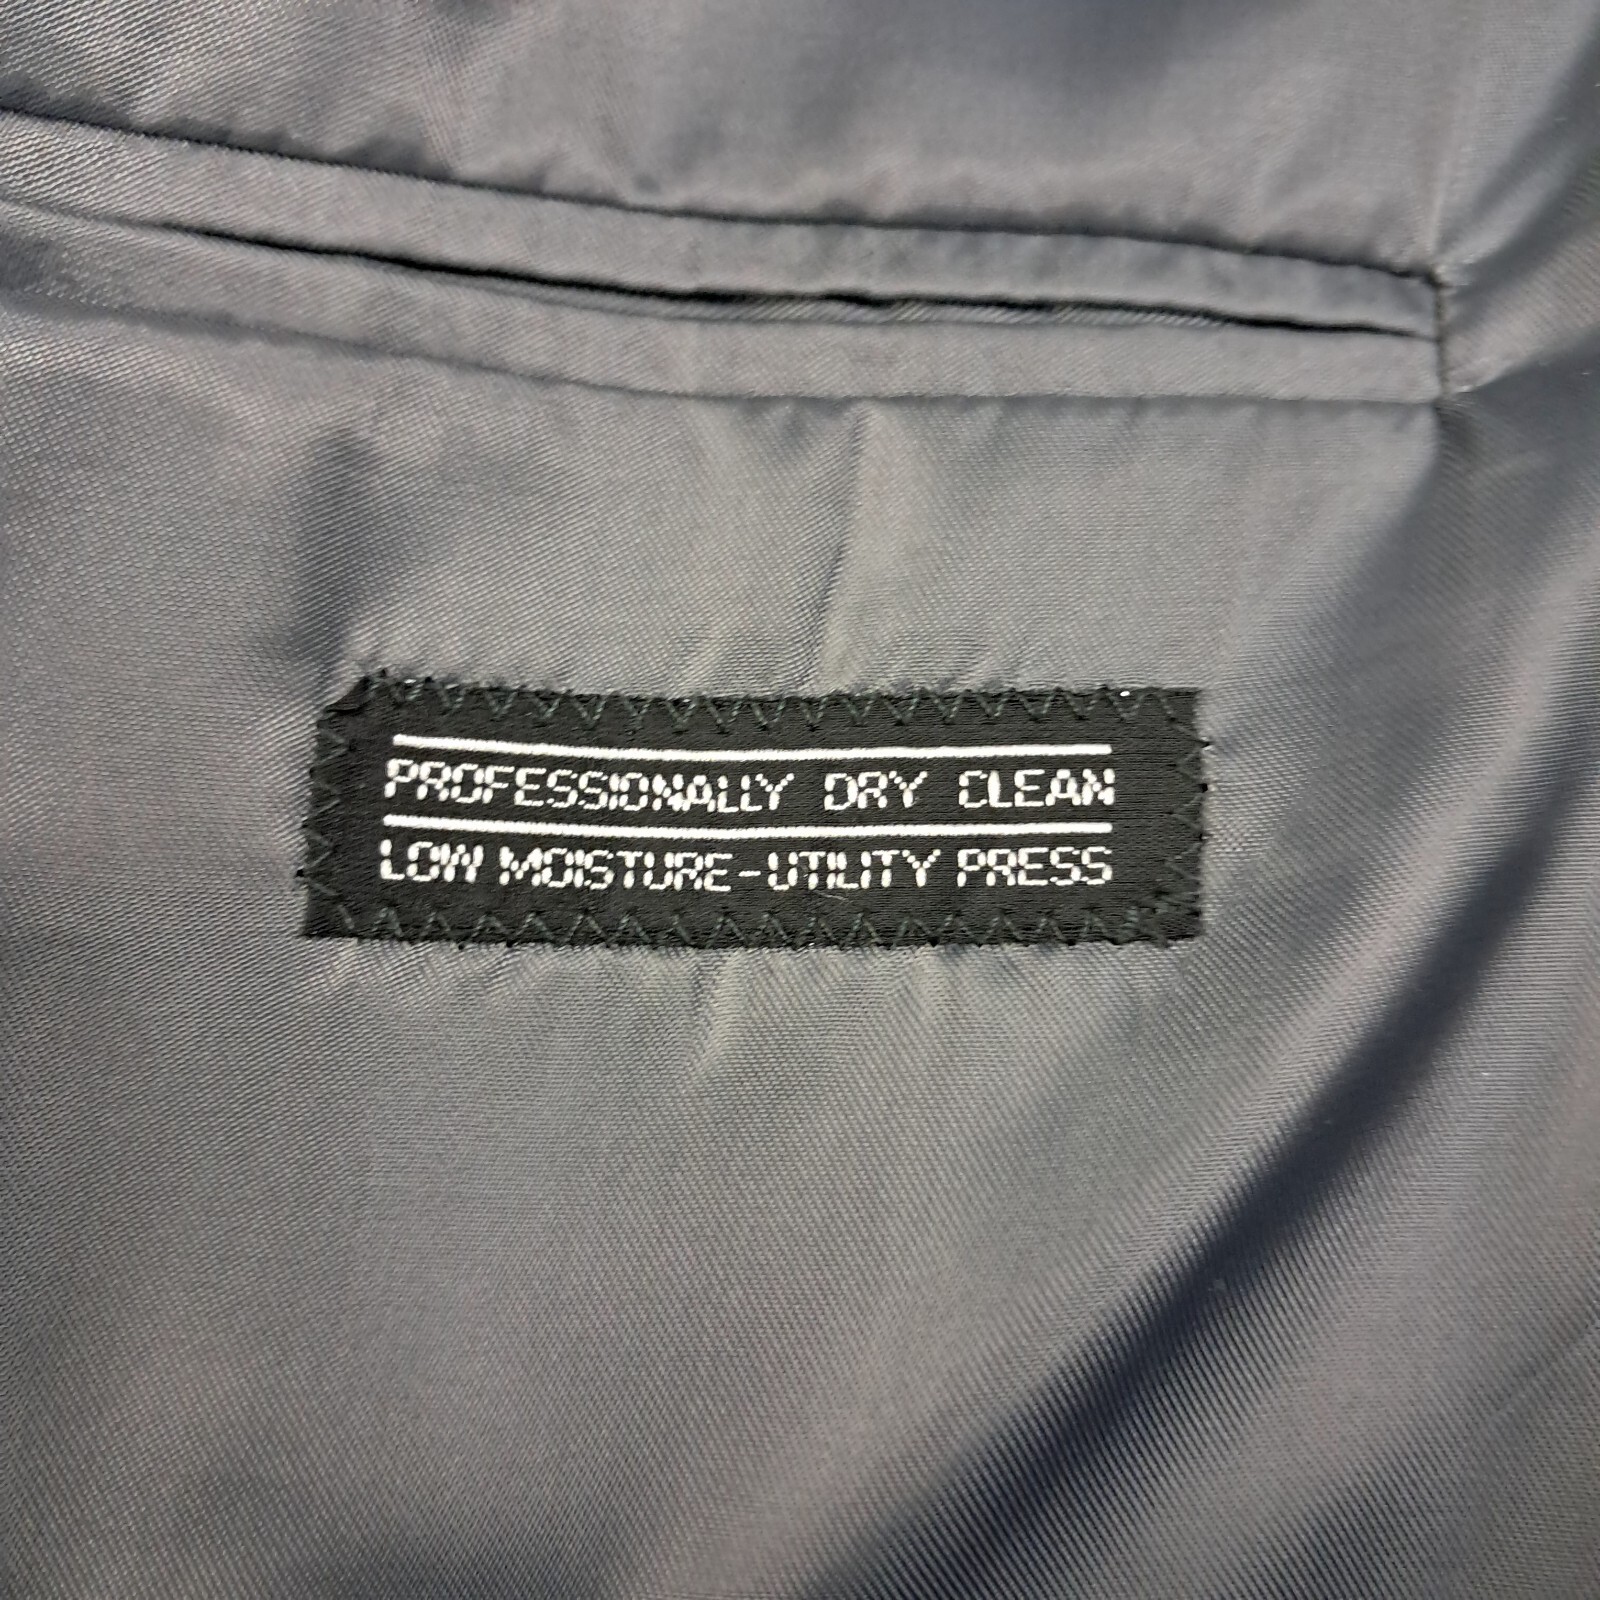 PROFESSIONALLY DRY CLEAN
LOW MOISTURE-UTILITY PRESS